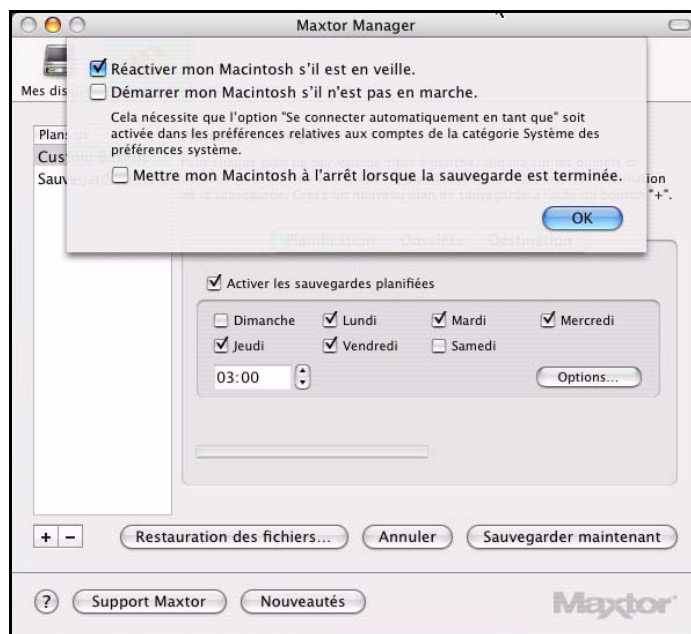 Maxtor Manager
Réactiver mon Macintosh s'il est en veille.
Mes dis
Démarrer mon Macintosh s'il n'est pas en marche.
Cela nécessite que l'option "Se connecter automatiquement en tant que" soit
activée dans les préférences relatives aux comptes de la catégorie Système des
préférences système.
Plans de
Mettre mon Macintosh à l'arrêt lorsque la sauvegarde est terminée.
"+".
OK
Planification Dossiers Destination
Activer les sauvegardes planifiées
Dimanche Lundi Mardi Mercredi
Jeudi Vendredi Samedi
03:00 Options...
+ - Restauration des fichiers... Annuler Sauvegarder maintenant
? Support Maxtor Nouveautés Maxtor